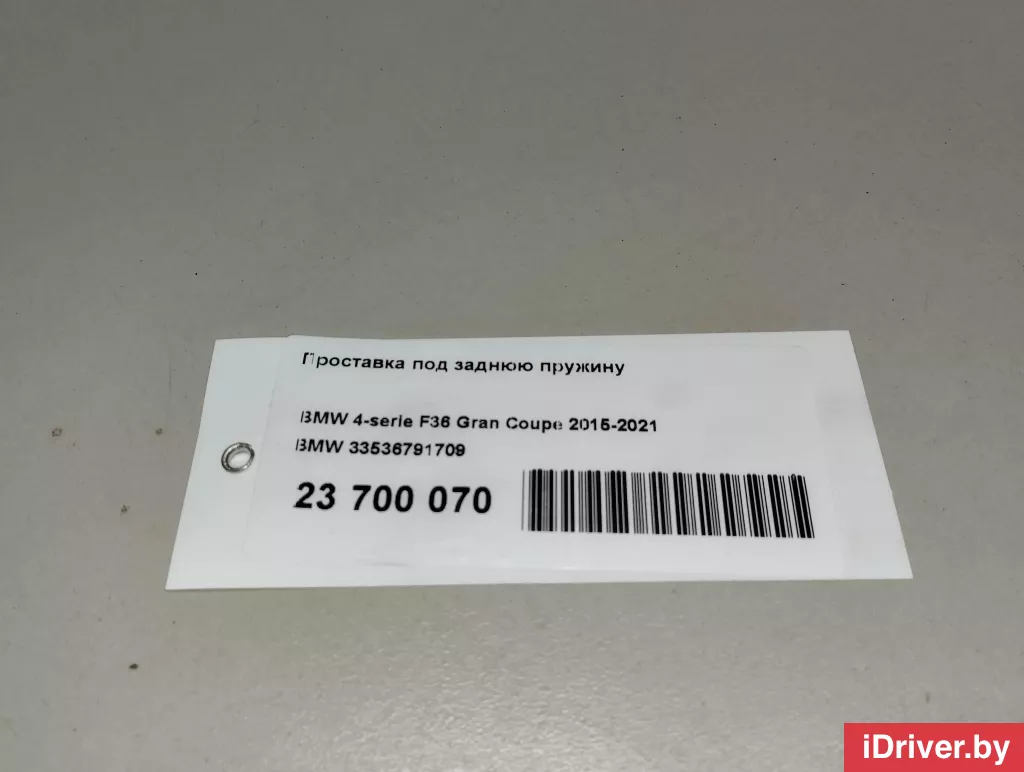 Проставка под заднюю пружину
BMW 4-serie F36 Gran Coupe 2015-2021
BMW 33536791709
23 700 070
iDriver.by